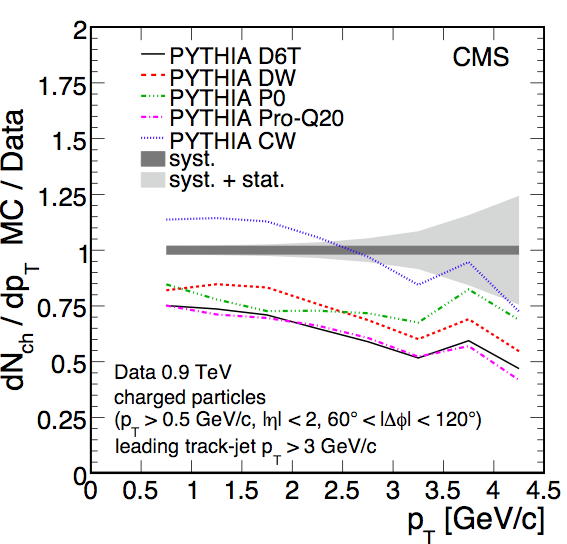 2
1.75
1.5
1.25
1
0.75
0.5
0.25
0
dN_ch / dp_T MC / Data
CMS
PYTHIA D6T
PYTHIA DW
PYTHIA P0
PYTHIA Pro-Q20
PYTHIA CW
syst.
syst. + stat.
Data 0.9 TeV
charged particles
(p_T > 0.5 GeV/c, |η| < 2, 60° < |Δϕ| < 120°)
leading track-jet p_T > 3 GeV/c
0 0.5 1 1.5 2 2.5 3 3.5 4 4.5
p_T [GeV/c]